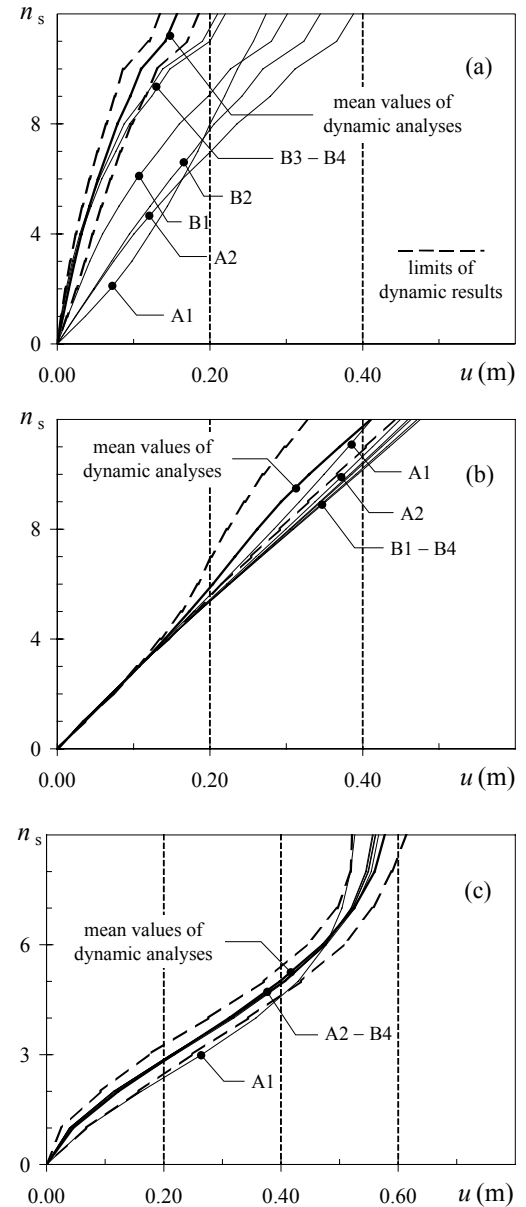 n s
(a)
mean values of
dynamic analyses
8
B3 – B4
B2
B1
4
A2
limits of
dynamic results
A1
0
0.00
0.20
0.40
u (m)
n s
(b)
mean values of
dynamic analyses
A1
A2
8
B1 – B4
4
0
0.00
0.20
0.40
u (m)
n s
(c)
mean values of
dynamic analyses
6
A2 – B4
3
A1
0
0.00
0.20
0.40
0.60
u (m)